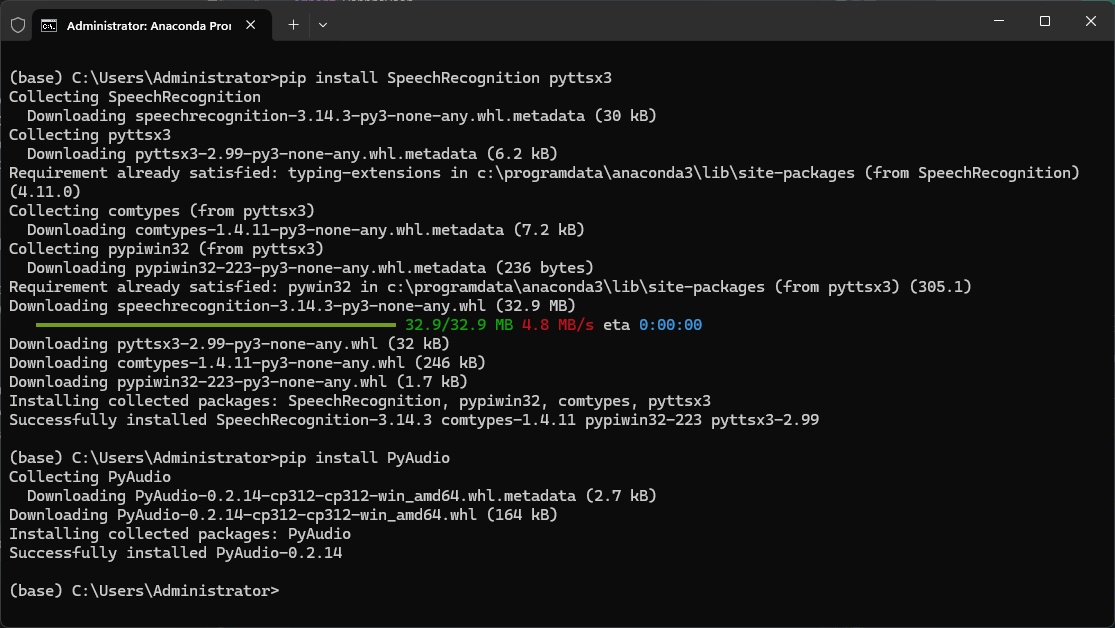 Administrator: Anaconda Pror
(base) C:\Users\Administrator>pip install SpeechRecognition pyttsx3
Collecting SpeechRecognition
  Downloading speechrecognition-3.14.3-py3-none-any.whl.metadata (30 kB)
Collecting pyttsx3
  Downloading pyttsx3-2.99-py3-none-any.whl.metadata (6.2 kB)
Requirement already satisfied: typing-extensions in c:\programdata\anaconda3\lib\site-packages (from SpeechRecognition)
(4.11.0)
Collecting comtypes (from pyttsx3)
  Downloading comtypes-1.4.11-py3-none-any.whl.metadata (7.2 kB)
Collecting pypiwin32 (from pyttsx3)
  Downloading pypiwin32-223-py3-none-any.whl.metadata (236 bytes)
Requirement already satisfied: pywin32 in c:\programdata\anaconda3\lib\site-packages (from pyttsx3) (305.1)
Downloading speechrecognition-3.14.3-py3-none-any.whl (32.9 MB)
32.9/32.9 MB 4.8 MB/s eta 0:00:00
Downloading pyttsx3-2.99-py3-none-any.whl (32 kB)
Downloading comtypes-1.4.11-py3-none-any.whl (246 kB)
Downloading pypiwin32-223-py3-none-any.whl (1.7 kB)
Installing collected packages: SpeechRecognition, pypiwin32, comtypes, pyttsx3
Successfully installed SpeechRecognition-3.14.3 comtypes-1.4.11 pypiwin32-223 pyttsx3-2.99
(base) C:\Users\Administrator>pip install PyAudio
Collecting PyAudio
  Downloading PyAudio-0.2.14-cp312-cp312-win_amd64.whl.metadata (2.7 kB)
Downloading PyAudio-0.2.14-cp312-cp312-win_amd64.whl (164 kB)
Installing collected packages: PyAudio
Successfully installed PyAudio-0.2.14
(base) C:\Users\Administrator>